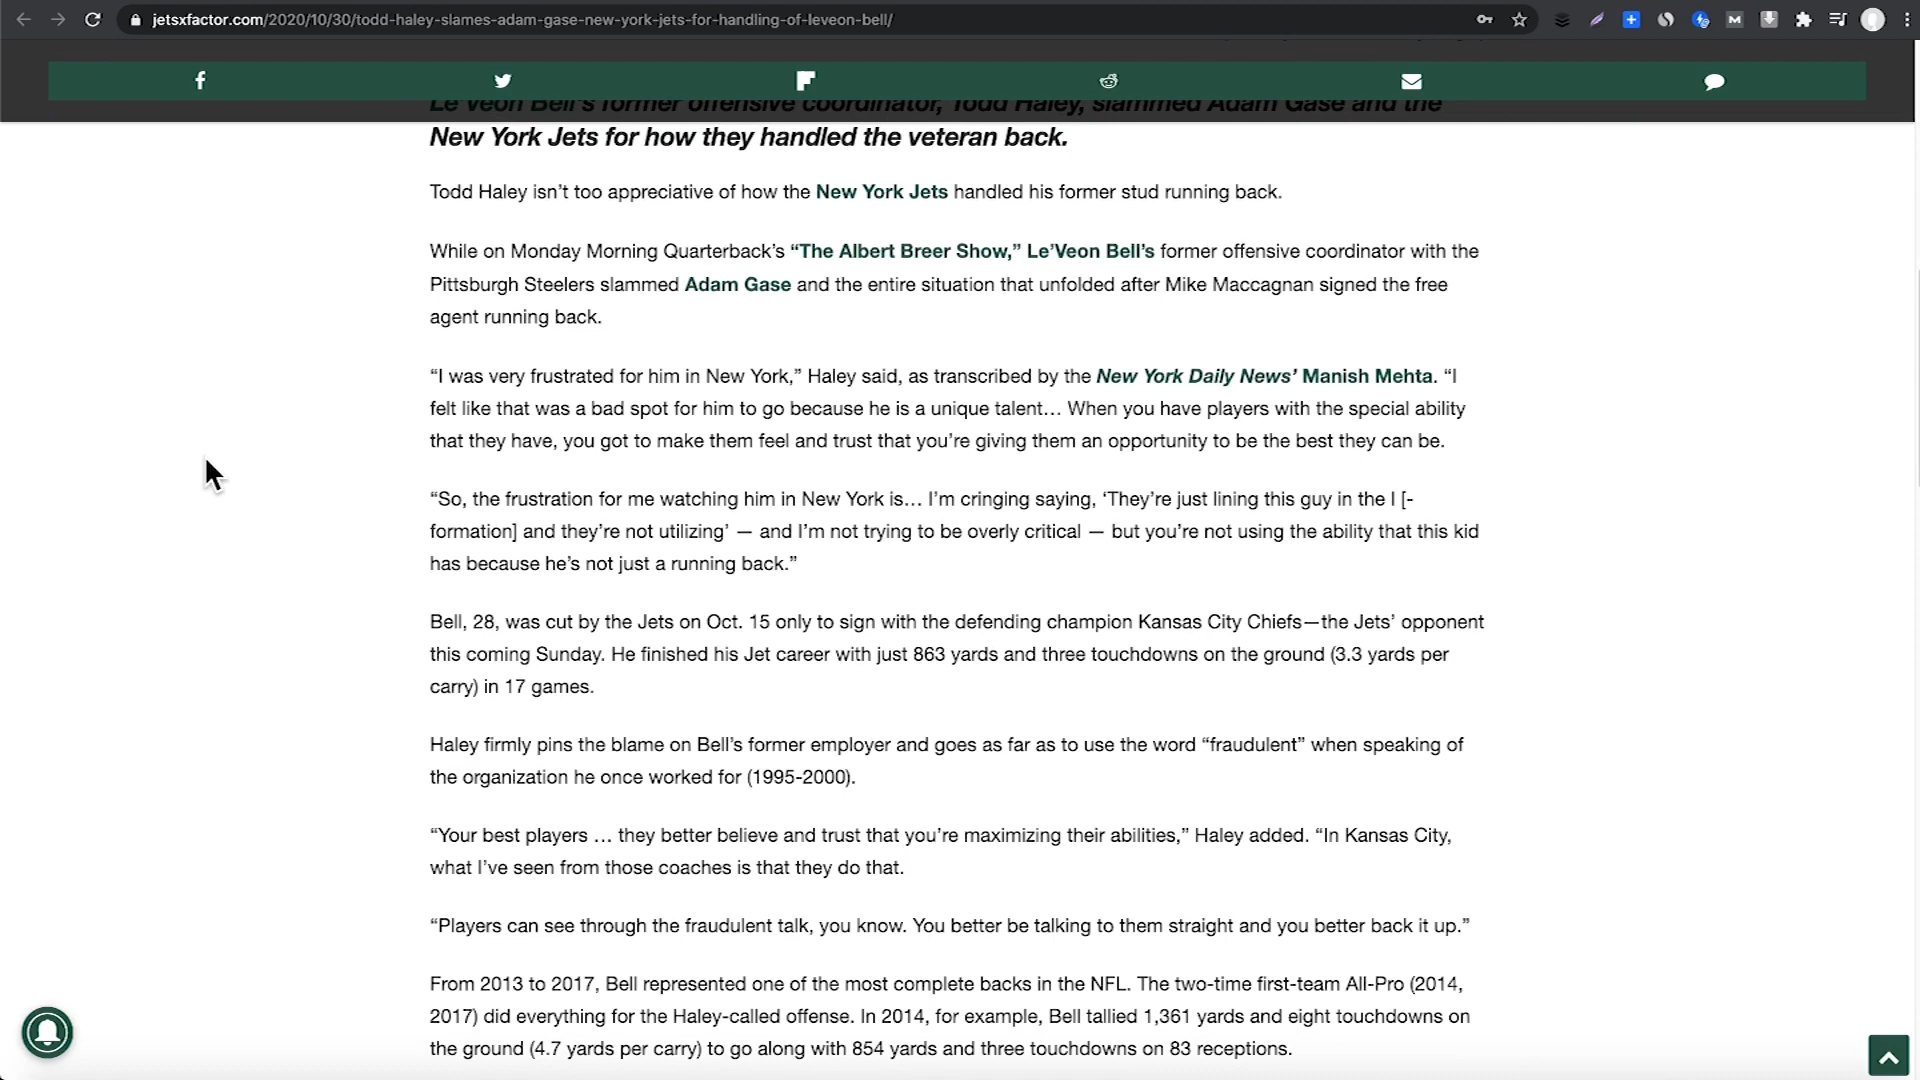 jetsxfactor.com/2020/10/30/todd-haley-slames-adam-gase-new-york-jets-for-handling-of-leveon-bell/
Le'Veon Bell's former offensive coordinator, Todd Haley, slammed Adam Gase and the
New York Jets for how they handled the veteran back.
Todd Haley isn’t too appreciative of how the New York Jets handled his former stud running back.
While on Monday Morning Quarterback’s “The Albert Breer Show,” Le’Veon Bell’s former offensive coordinator with the
Pittsburgh Steelers slammed Adam Gase and the entire situation that unfolded after Mike Maccagnan signed the free
agent running back.
“I was very frustrated for him in New York,” Haley said, as transcribed by the New York Daily News’ Manish Mehta. “I
felt like that was a bad spot for him to go because he is a unique talent… When you have players with the special ability
that they have, you got to make them feel and trust that you’re giving them an opportunity to be the best they can be.
“So, the frustration for me watching him in New York is… I’m cringing saying, ‘They’re just lining this guy in the I [-
formation] and they’re not utilizing’ — and I’m not trying to be overly critical — but you’re not using the ability that this kid
has because he’s not just a running back.”
Bell, 28, was cut by the Jets on Oct. 15 only to sign with the defending champion Kansas City Chiefs—the Jets’ opponent
this coming Sunday. He finished his Jet career with just 863 yards and three touchdowns on the ground (3.3 yards per
carry) in 17 games.
Haley firmly pins the blame on Bell’s former employer and goes as far as to use the word “fraudulent” when speaking of
the organization he once worked for (1995-2000).
“Your best players … they better believe and trust that you’re maximizing their abilities,” Haley added. “In Kansas City,
what I’ve seen from those coaches is that they do that.
“Players can see through the fraudulent talk, you know. You better be talking to them straight and you better back it up.”
From 2013 to 2017, Bell represented one of the most complete backs in the NFL. The two-time first-team All-Pro (2014,
2017) did everything for the Haley-called offense. In 2014, for example, Bell tallied 1,361 yards and eight touchdowns on
the ground (4.7 yards per carry) to go along with 854 yards and three touchdowns on 83 receptions.